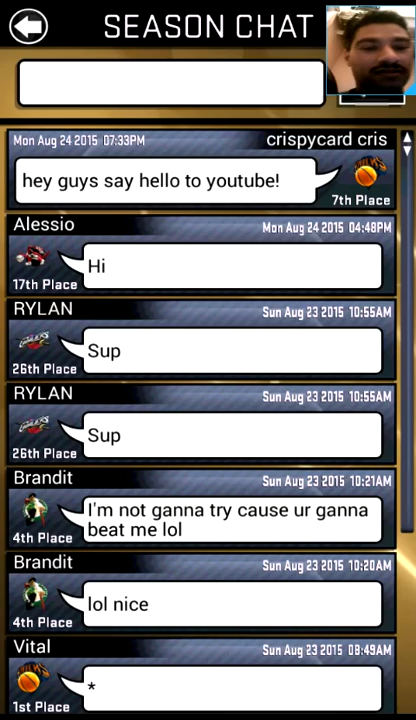 SEASON CHAT
Mon Aug 24 2015 07:33PM
crispycard cris
hey guys say hello to youtube!
7th Place
Alessio
Mon Aug 24 2015 04:48PM
Hi
17th Place
RYLAN
Sun Aug 23 2015 10:55AM
Sup
26th Place
RYLAN
Sun Aug 23 2015 10:55AM
Sup
26th Place
Brandit
Sun Aug 23 2015 10:21AM
I'm not ganna try cause ur ganna
beat me lol
4th Place
Brandit
Sun Aug 23 2015 10:20AM
lol nice
4th Place
Vital
Sun Aug 23 2015 08:49AM
*
1st Place